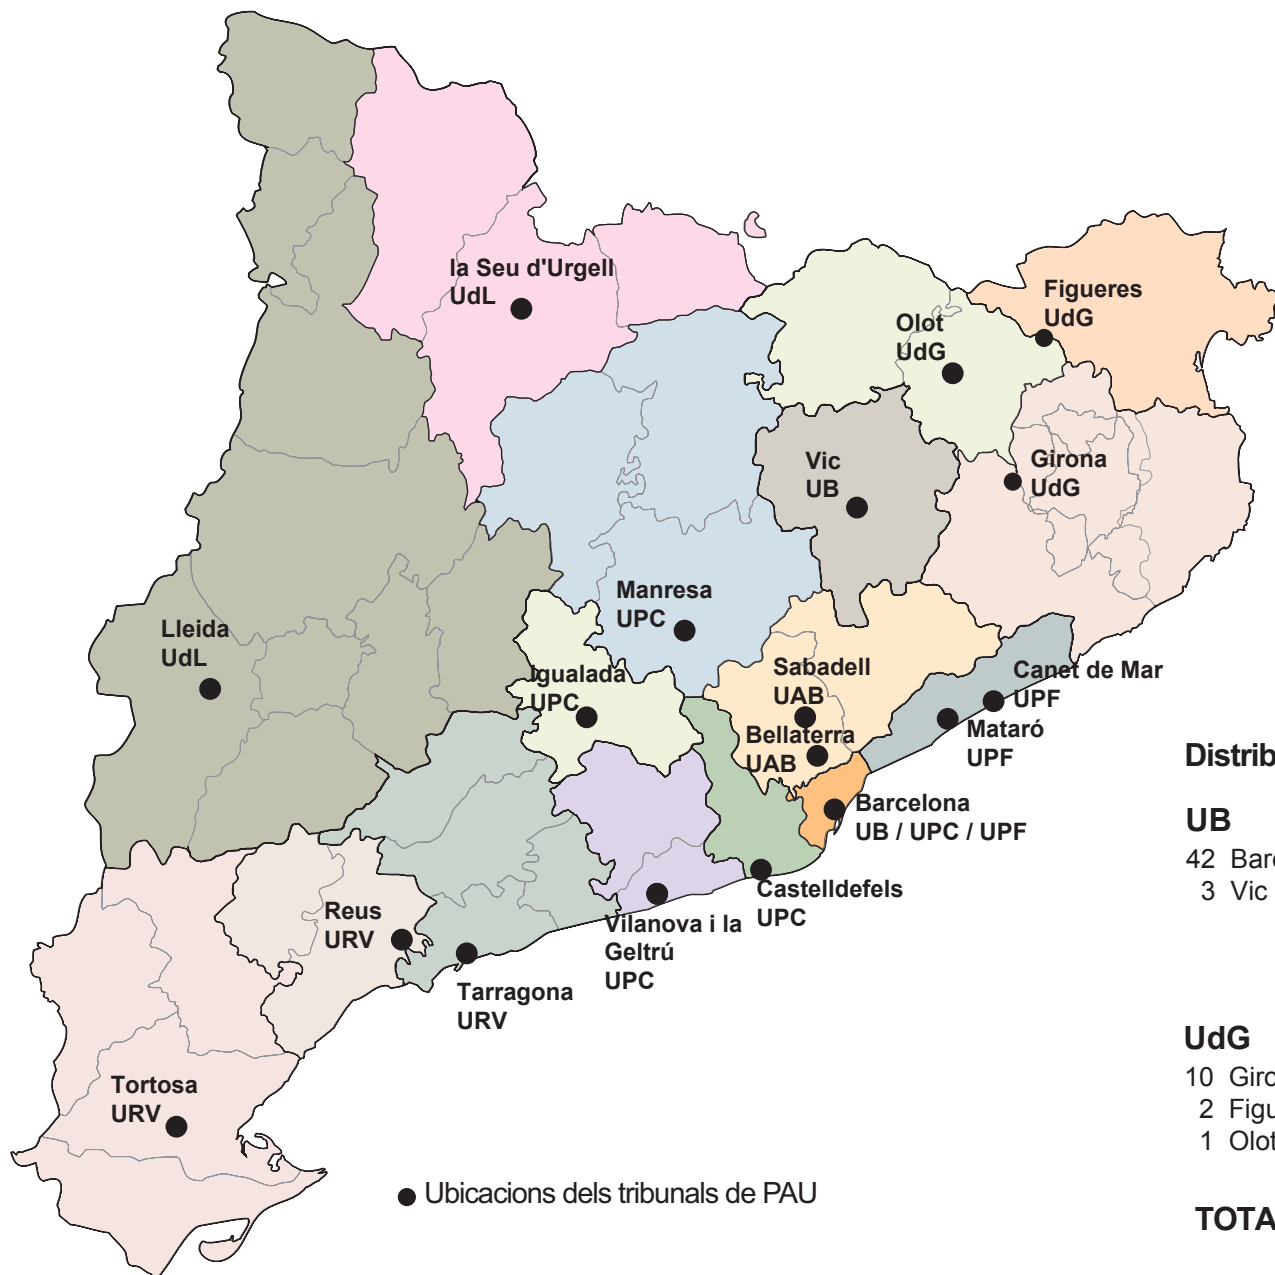 la Seu d'Urgell
UdL
Figueres
UdG
Olot
UdG
Vic
UB
Girona
UdG
Manresa
UPC
Lleida
UdL
Igualada
UPC
Sabadell
UAB
Canet de Mar
UPF
Mataró
UPF
Bellaterra
UAB
Barcelona
UB / UPC / UPF
Castelldefels
UPC
Vilanova i la
Geltrú
UPC
Reus
URV
Tarragona
URV
Tortosa
URV
Ubicacions dels tribunals de PAU
Distrib
UB
42 Barc
3 Vic
UdG
10 Giro
2 Figu
1 Olot
TOTA